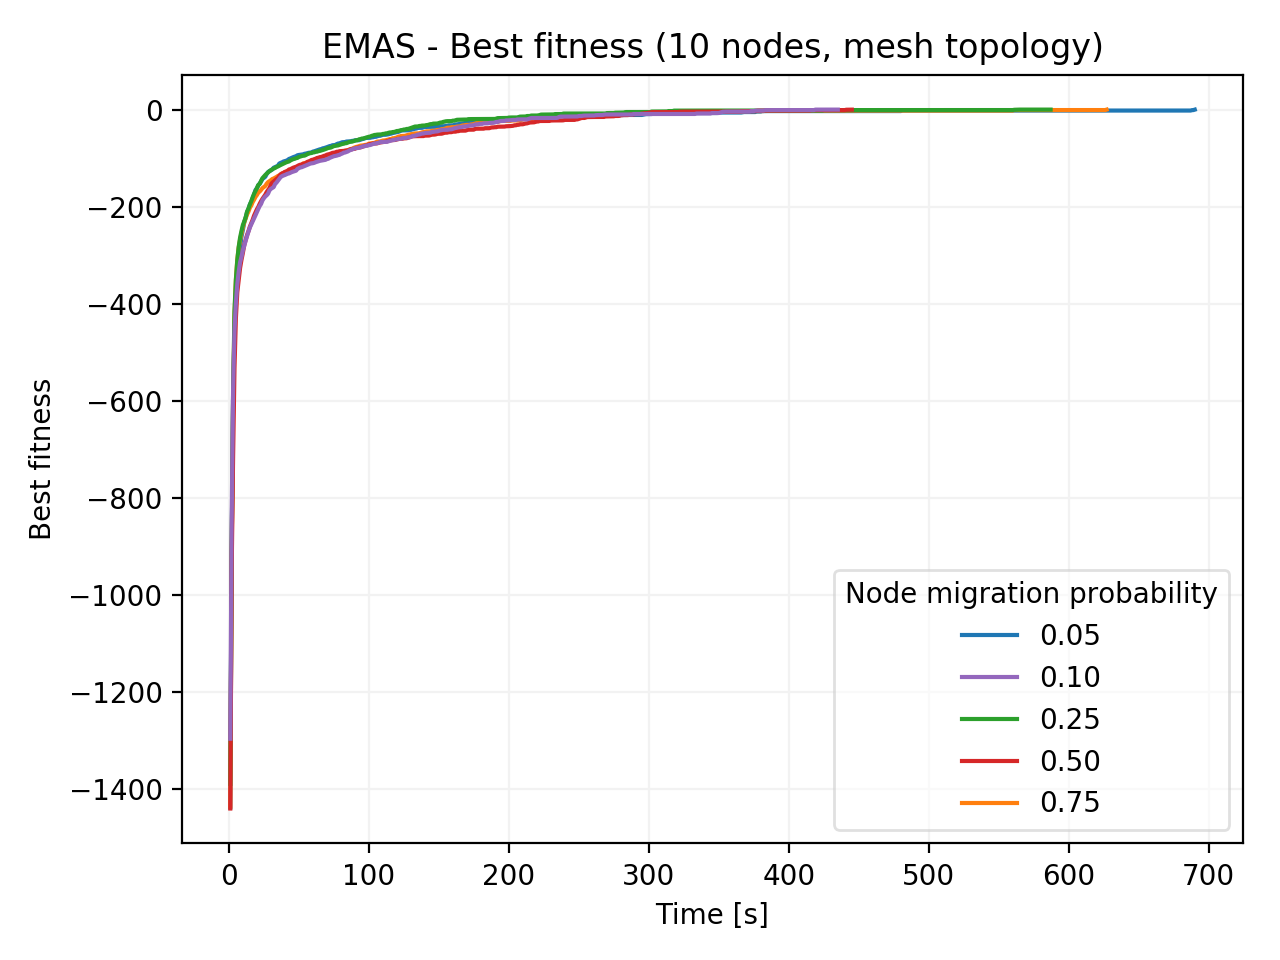 EMAS - Best fitness (10 nodes, mesh topology)
Best fitness
0
−200
−400
−600
−800
−1000
−1200
−1400
Node migration probability
0.05
0.10
0.25
0.50
0.75
0 100 200 300 400 500 600 700
Time [s]